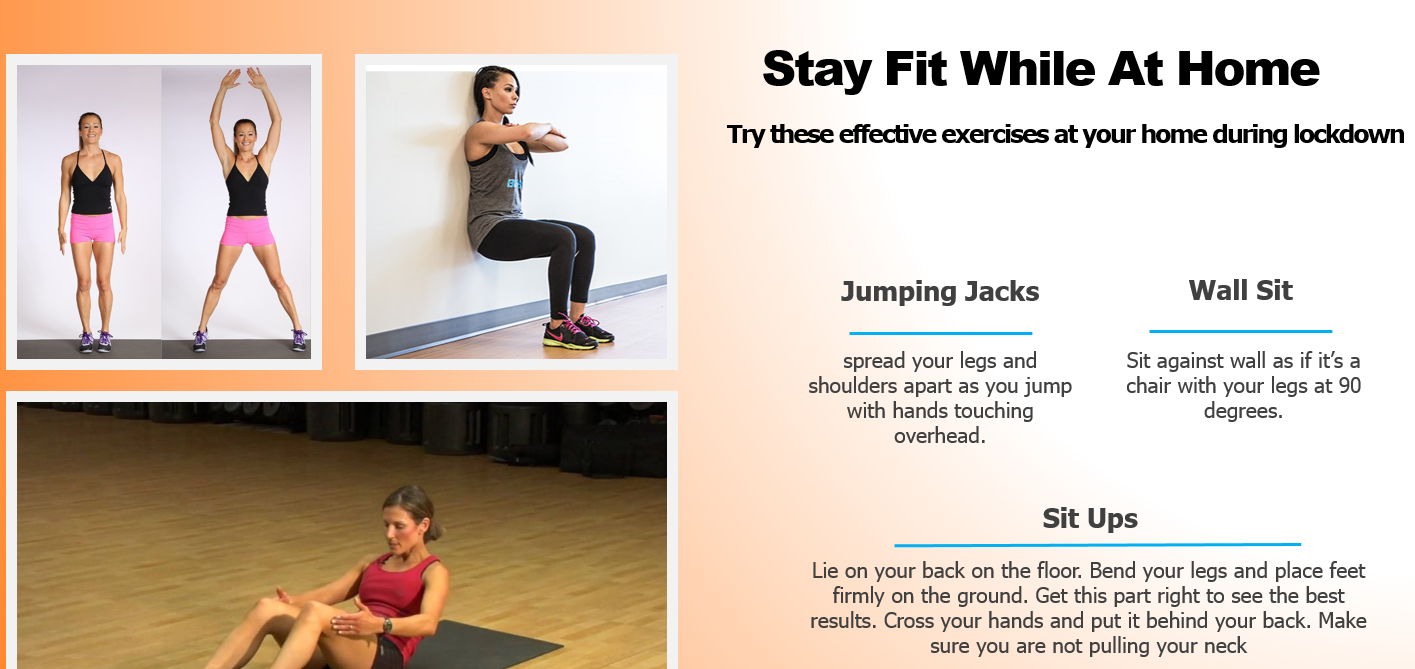 Stay Fit While At Home
Try these effective exercises at your home during lockdown
Jumping Jacks
spread your legs and
shoulders apart as you jump
with hands touching
overhead.
Wall Sit
Sit against wall as if it’s a
chair with your legs at 90
degrees.
Sit Ups
Lie on your back on the floor. Bend your legs and place feet
firmly on the ground. Get this part right to see the best
results. Cross your hands and put it behind your back. Make
sure you are not pulling your neck